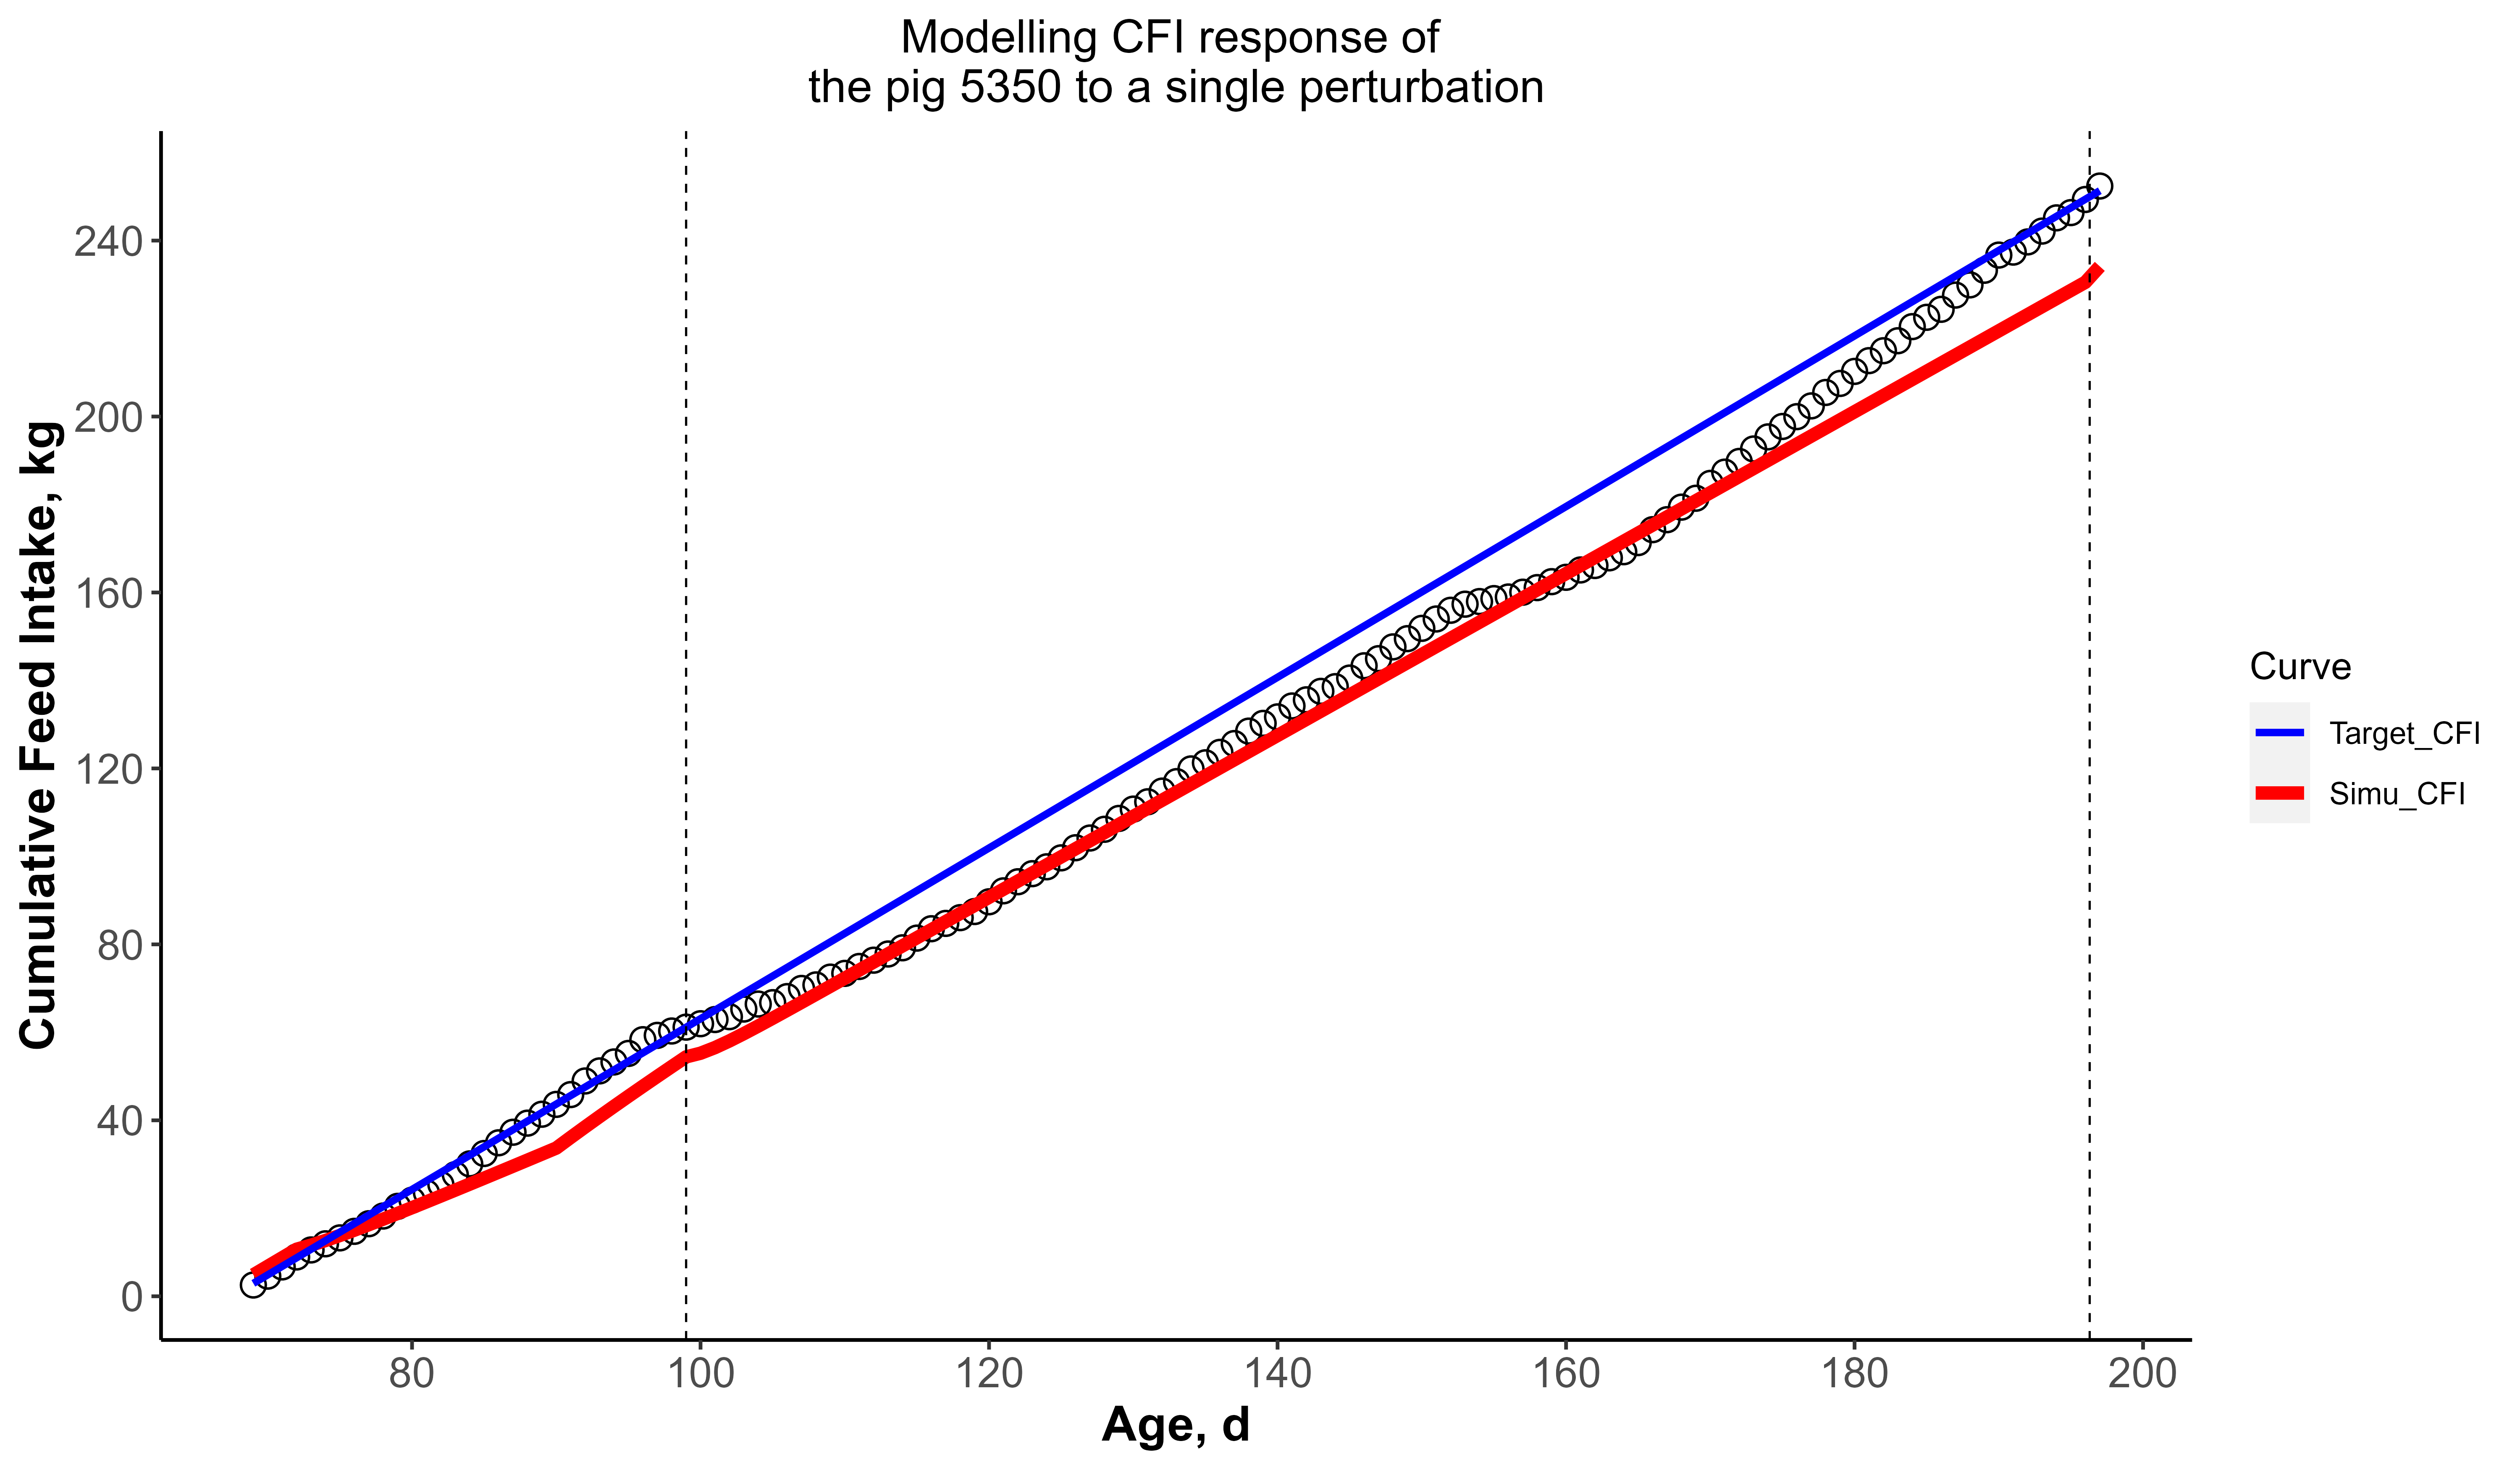 Modelling CFI response of
the pig 5350 to a single perturbation
Cumulative Feed Intake, kg
240
200
160
120
80
40
0
80 100 120 140 160 180 200
Age, d
Curve
Target_CFI
Simu_CFI